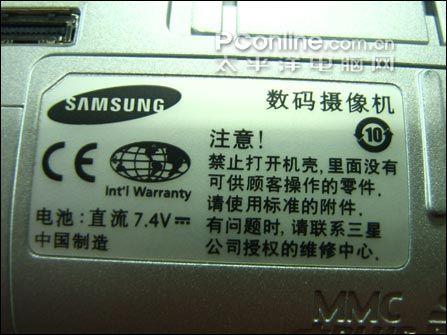 PConline.com.cn
太平洋电脑网
SAMSUNG
数码摄像机
CE
10
Int'l Warranty
注意!
禁止打开机壳,里面没有
可供顾客操作的零件.
请使用标准的附件.
有问题时,请联系三星
公司授权的维修中心.
电池:直流 7.4V
中国制造
MMC